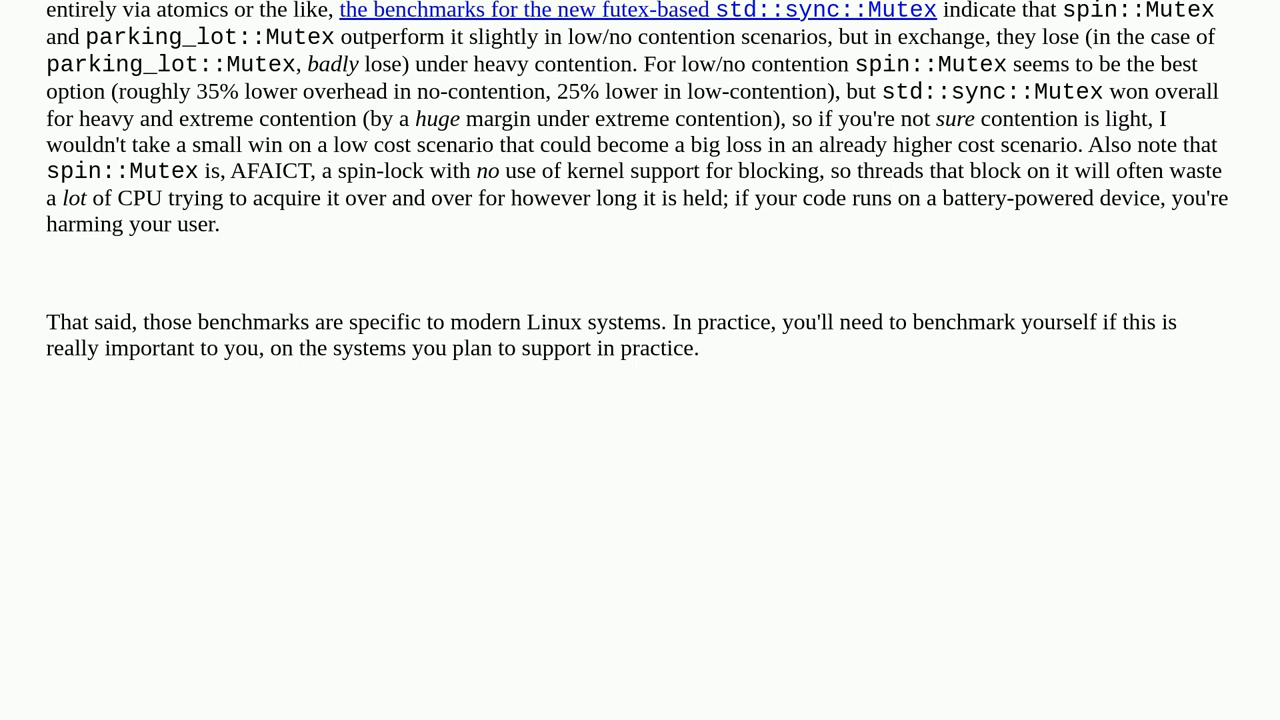 entirely via atomics or the like, the benchmarks for the new futex-based std::sync::Mutex indicate that spin::Mutex
and parking_lot::Mutex outperform it slightly in low/no contention scenarios, but in exchange, they lose (in the case of
parking_lot::Mutex, badly lose) under heavy contention. For low/no contention spin::Mutex seems to be the best
option (roughly 35% lower overhead in no-contention, 25% lower in low-contention), but std::sync::Mutex won overall
for heavy and extreme contention (by a huge margin under extreme contention), so if you're not sure contention is light, I
wouldn't take a small win on a low cost scenario that could become a big loss in an already higher cost scenario. Also note that
spin::Mutex is, AFAICT, a spin-lock with no use of kernel support for blocking, so threads that block on it will often waste
a lot of CPU trying to acquire it over and over for however long it is held; if your code runs on a battery-powered device, you're
harming your user.
That said, those benchmarks are specific to modern Linux systems. In practice, you'll need to benchmark yourself if this is
really important to you, on the systems you plan to support in practice.